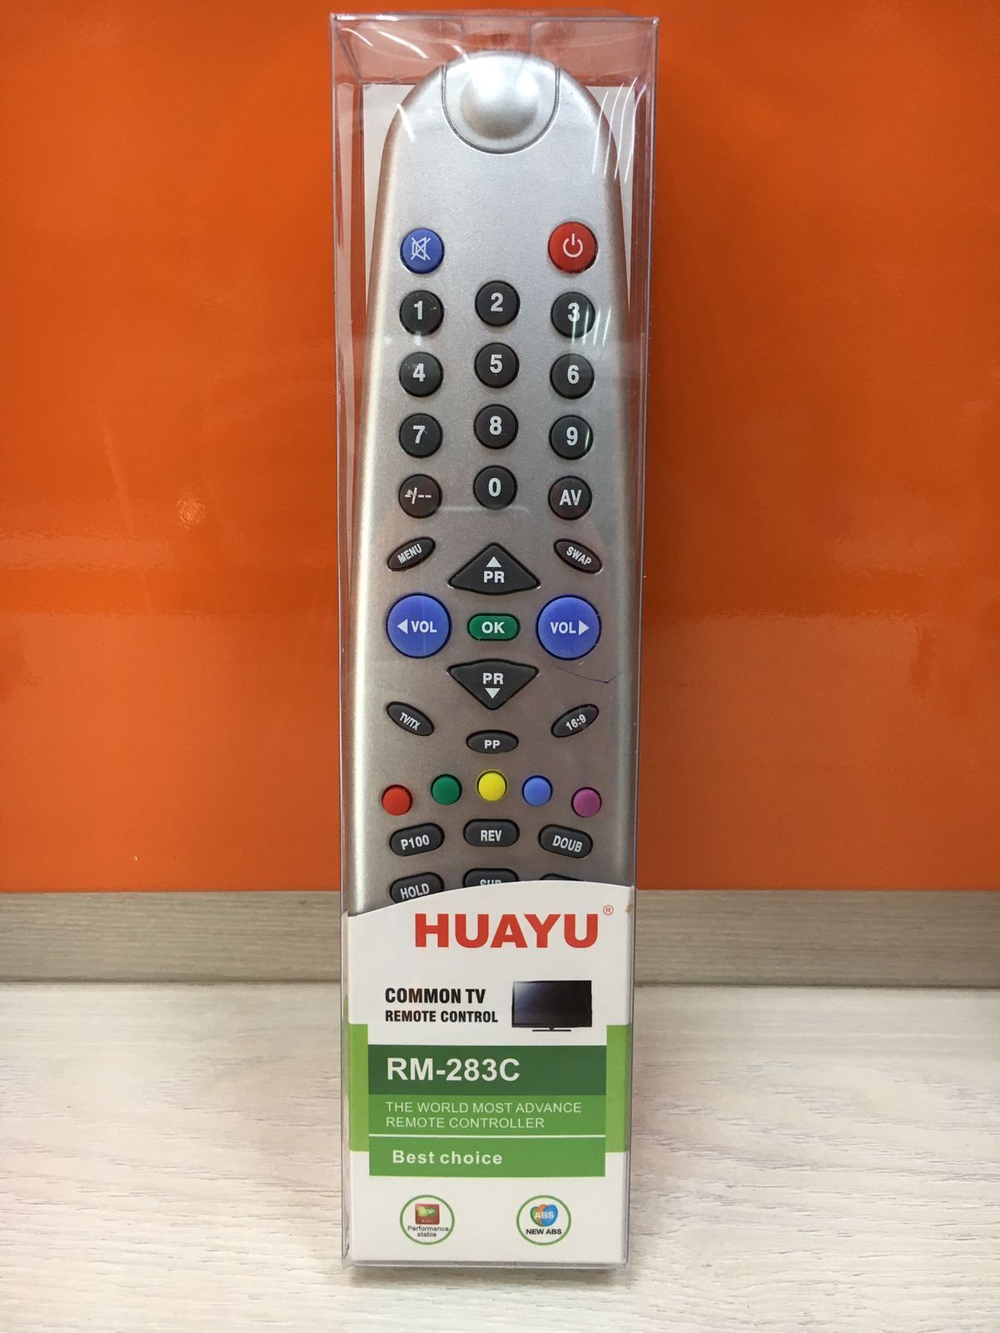 1 2 3
4 5 6
7 8 9
-/-- 0 AV
MENU SWAP
PR
VOL OK VOL
PR
TV/TX 16:9
PP
P100 REV DOUB
HOLD SUB
HUAYU®
COMMON TV
REMOTE CONTROL
RM-283C
THE WORLD MOST ADVANCE
REMOTE CONTROLLER
Best choice
TOP
Performance
stable
ABS
NEW ABS